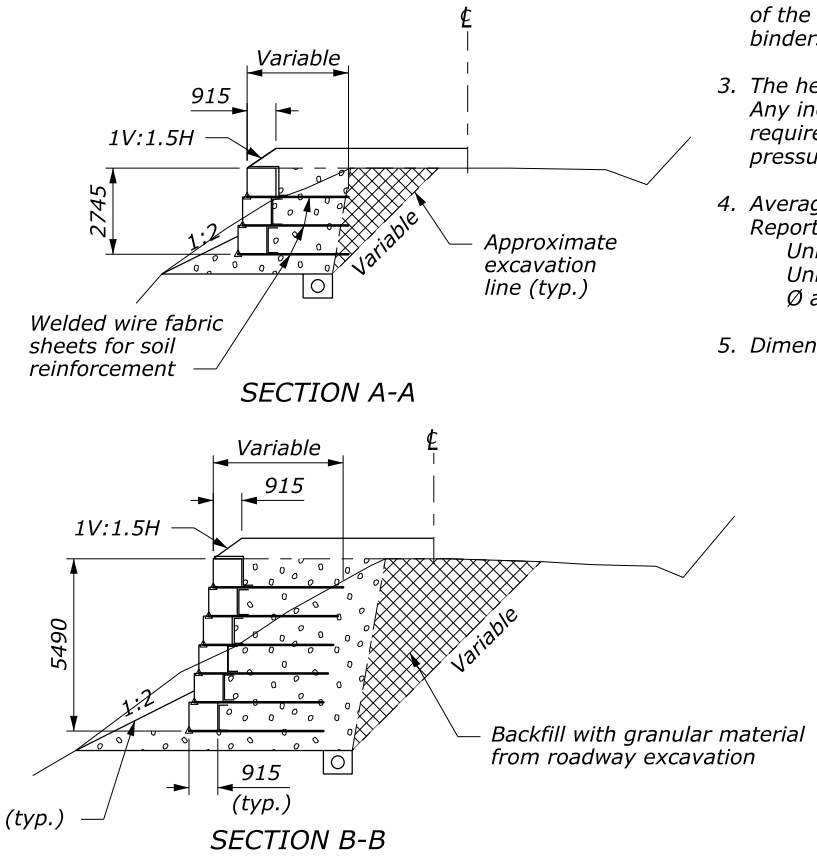 ℄
Variable
915
1V:1.5H
2745
1:2
Variable
Approximate
excavation
line (typ.)
Welded wire fabric
sheets for soil
reinforcement
SECTION A-A
℄
Variable
915
1V:1.5H
5490
1:2
Variable
Backfill with granular material
from roadway excavation
915
(typ.)
(typ.)
SECTION B-B
of the
binder
3. The he
Any in
require
pressu
4. Averag
Report
Uni
Uni
Ø a
5. Dimen